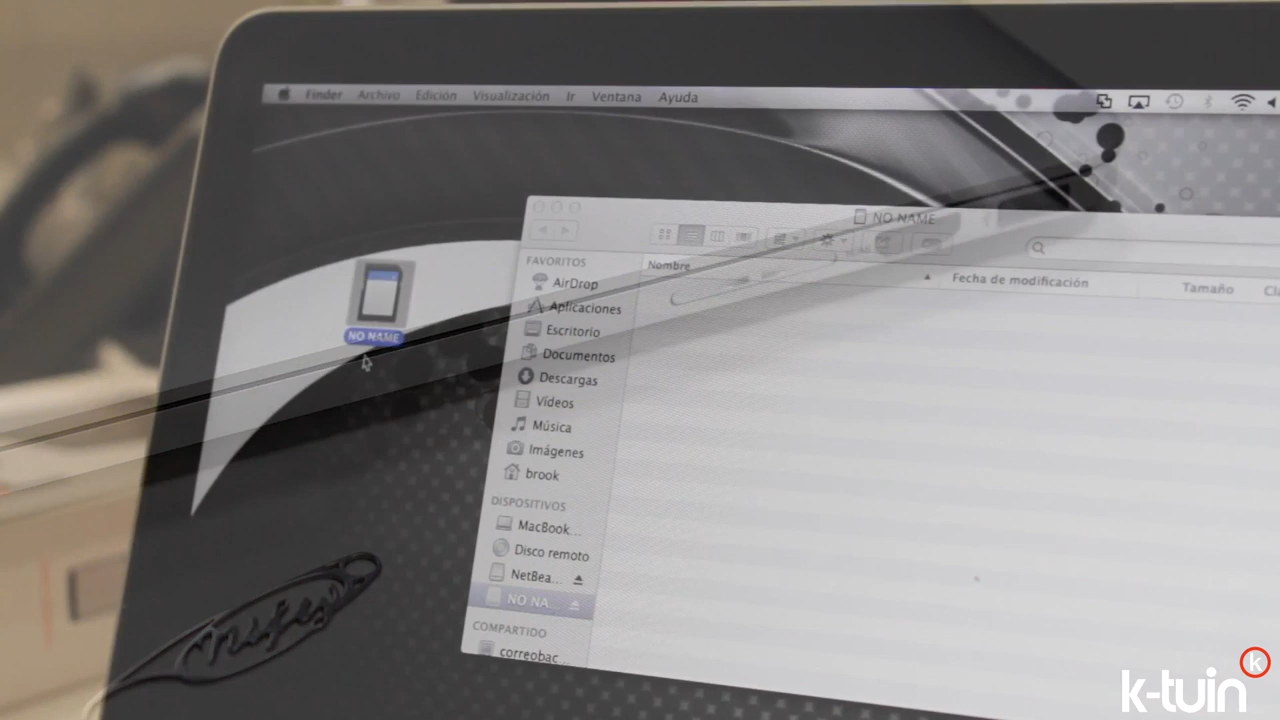 Finder Archivo Edición Visualización Ir Ventana Ayuda
NO NAME
NO NAME
FAVORITOS
AirDrop
Aplicaciones
Escritorio
Documentos
Descargas
Vídeos
Música
Imágenes
brook
DISPOSITIVOS
MacBook...
Disco remoto
NetBea...
NO NA...
COMPARTIDO
correobac...
Nombre Fecha de modificación Tamaño Cla
k-tuin k